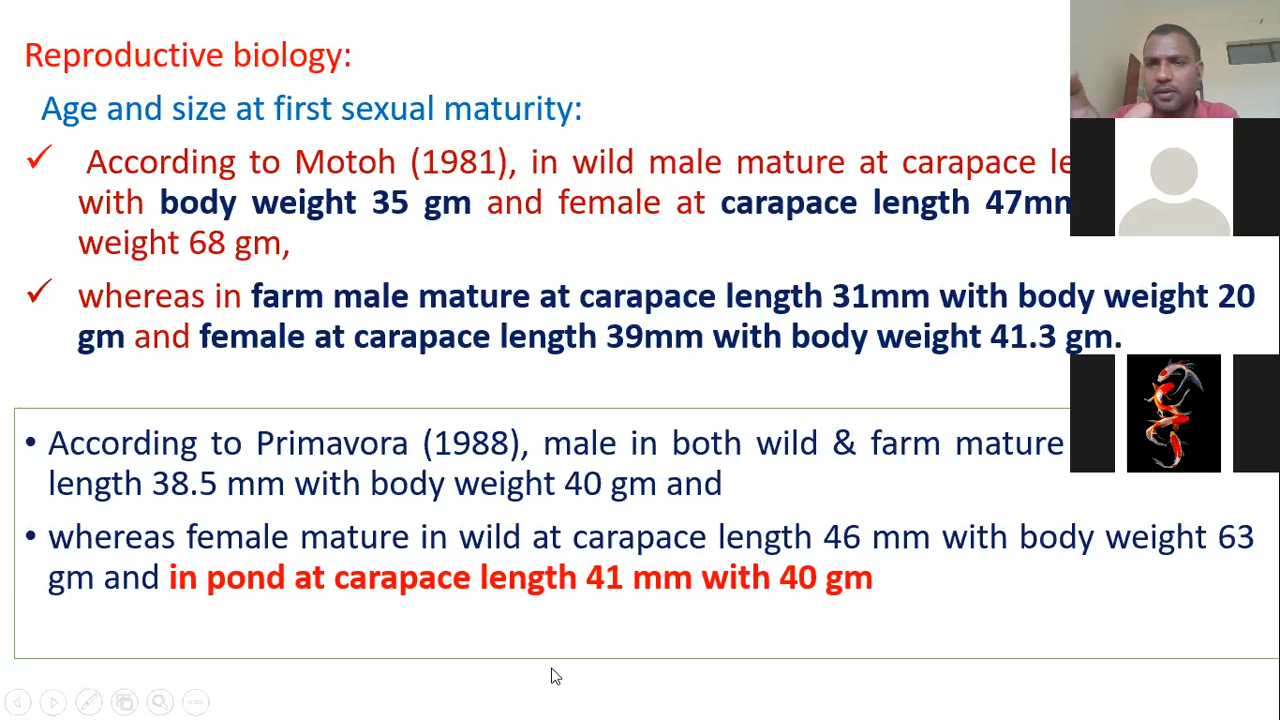 Reproductive biology:
Age and size at first sexual maturity:
✓ According to Motoh (1981), in wild male mature at carapace
with body weight 35 gm and female at carapace length 47mm
weight 68 gm,
✓ whereas in farm male mature at carapace length 31mm with body weight 20
gm and female at carapace length 39mm with body weight 41.3 gm.
• According to Primavora (1988), male in both wild & farm mature
length 38.5 mm with body weight 40 gm and
• whereas female mature in wild at carapace length 46 mm with body weight 63
gm and in pond at carapace length 41 mm with 40 gm